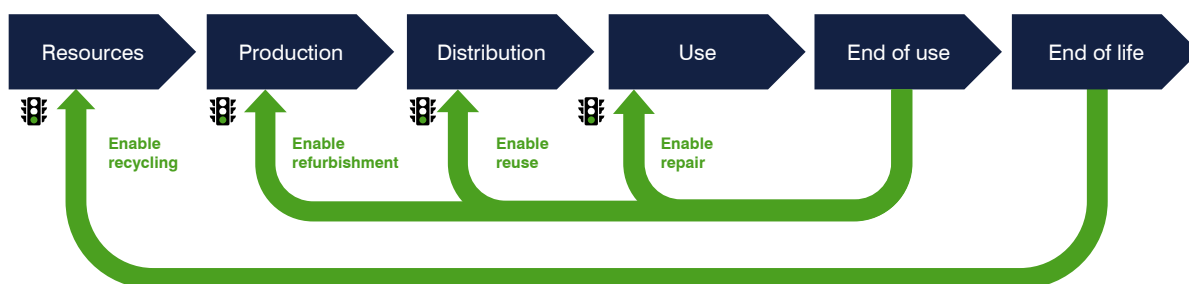 Resources
Production
Distribution
Use
End of use
End of life
Enable
recycling
Enable
refurbishment
Enable
reuse
Enable
repair